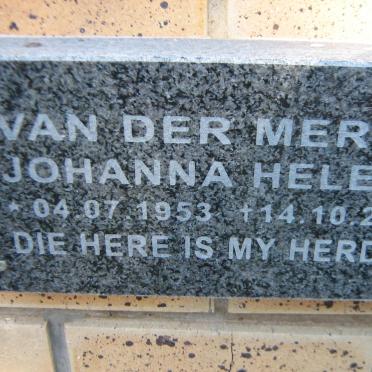 VAN DER MER
JOHANNA HELE
* 04.07.1953 +14.10.2
DIE HERE IS MY HERD